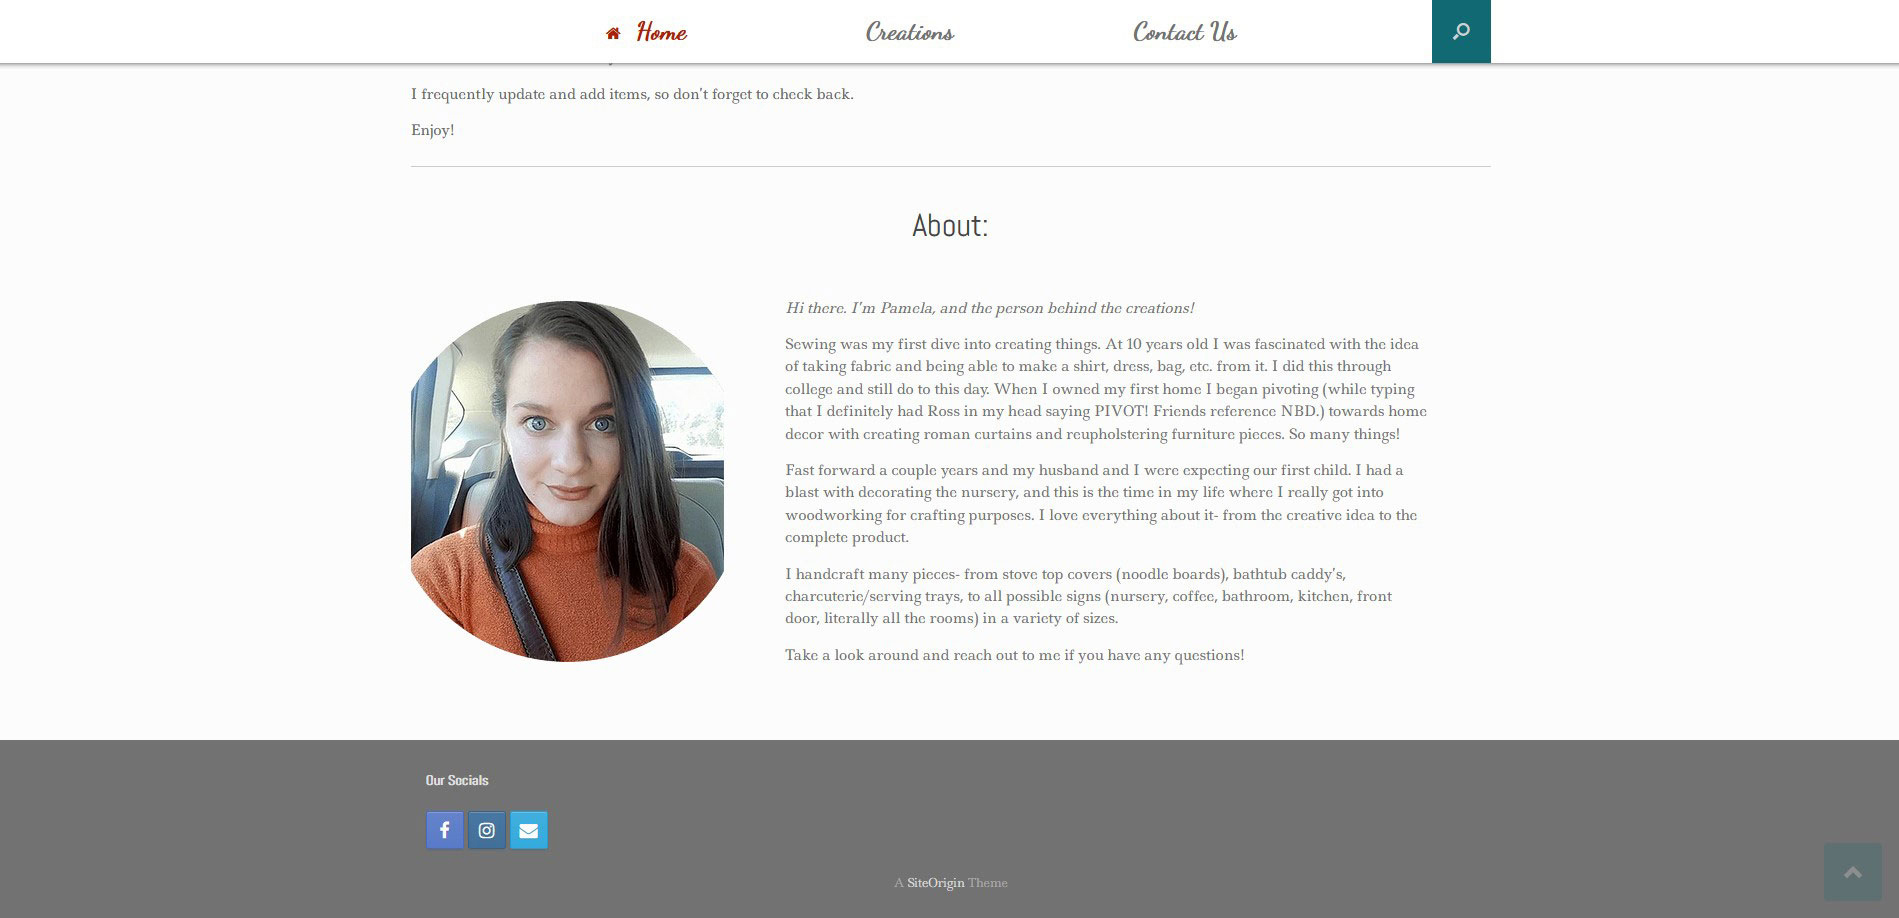 Home
Creations
Contact Us
I frequently update and add items, so don't forget to check back.
Enjoy!
About:
Hi there. I'm Pamela, and the person behind the creations!
Sewing was my first dive into creating things. At 10 years old I was fascinated with the idea
of taking fabric and being able to make a shirt, dress, bag, etc. from it. I did this through
college and still do to this day. When I owned my first home I began pivoting (while typing
that I definitely had Ross in my head saying PIVOT! Friends reference NBD.) towards home
decor with creating roman curtains and reupholstering furniture pieces. So many things!
Fast forward a couple years and my husband and I were expecting our first child. I had a
blast with decorating the nursery, and this is the time in my life where I really got into
woodworking for crafting purposes. I love everything about it- from the creative idea to the
complete product.
I handcraft many pieces- from stove top covers (noodle boards), bathtub caddy's,
charcuterie/serving trays, to all possible signs (nursery, coffee, bathroom, kitchen, front
door, literally all the rooms) in a variety of sizes.
Take a look around and reach out to me if you have any questions!
Our Socials
A SiteOrigin Theme